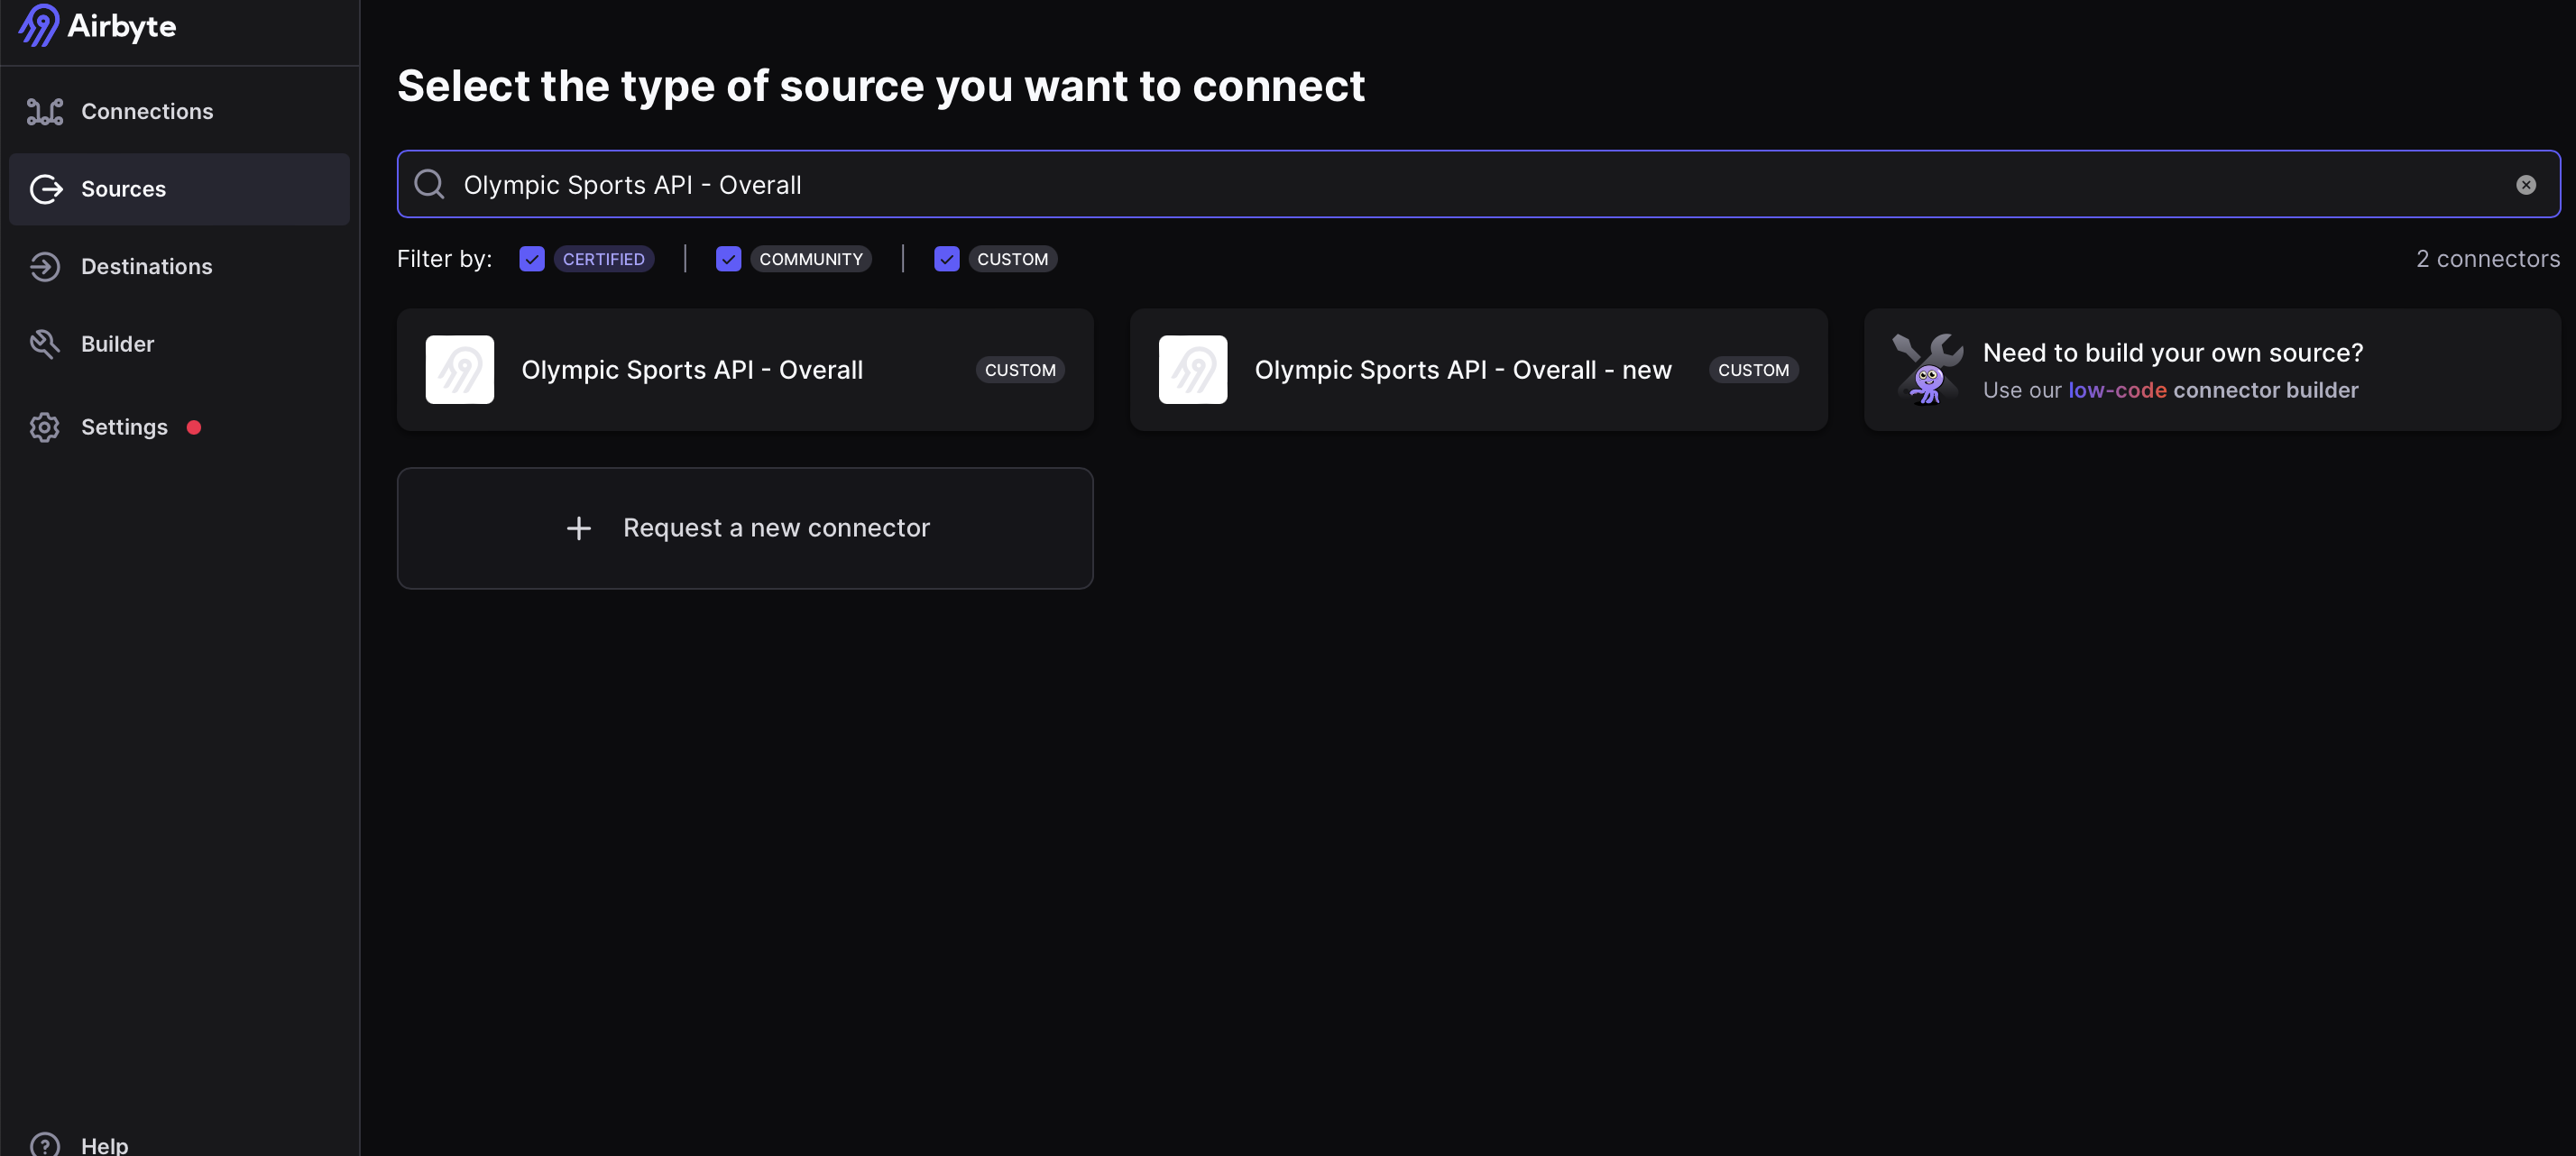 Airbyte
Connections
Sources
Destinations
Builder
Settings
Help
Select the type of source you want to connect
Olympic Sports API - Overall
Filter by: CERTIFIED | COMMUNITY | CUSTOM
2 connectors
Olympic Sports API - Overall CUSTOM
Olympic Sports API - Overall - new CUSTOM
Need to build your own source?
Use our low-code connector builder
+ Request a new connector